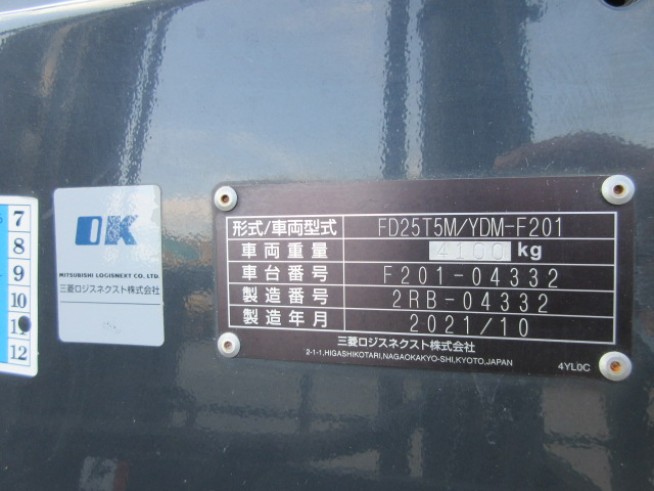 7
8
9
10
11
12
OK
MITSUBISHI LOGISNEXT CO., LTD.
三菱ロジスネクスト株式会社
形式/車両型式 FD25T5M/YDM-F201
車両重量 4100 kg
車台番号 F201-04332
製造番号 2RB-04332
製造年月 2021/10
三菱ロジスネクスト株式会社
2-1-1,HIGASHIKOTARI,NAGAOKAKYO-SHI,KYOTO,JAPAN
4YL0C